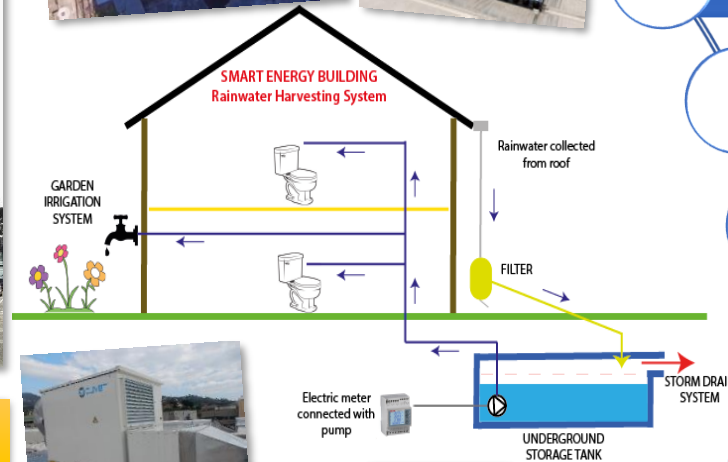 SMART ENERGY BUILDING
Rainwater Harvesting System
Rainwater collected
from roof
GARDEN
IRRIGATION
SYSTEM
FILTER
STORM DRAI
SYSTEM
Electric meter
connected with
pump
UNDERGROUND
STORAGE TANK